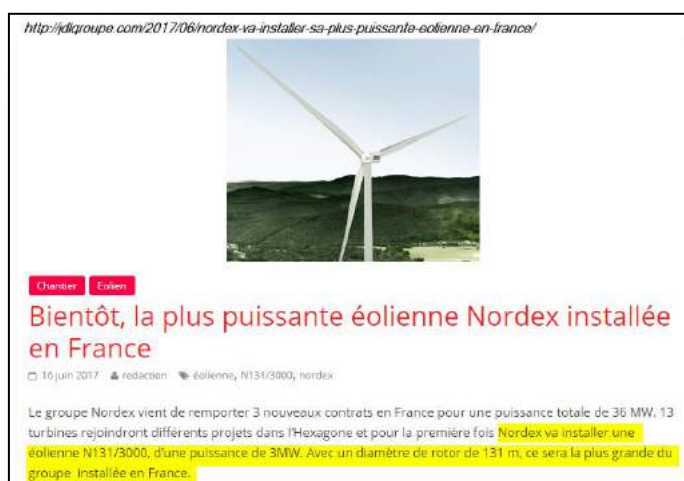 http://jdlgroupe.com/2017/06/nordex-va-installer-sa-plus-puissante-eolienne-en-france/
Chantier Eolien
Bientôt, la plus puissante éolienne Nordex installée
en France
16 juin 2017 redaction éolienne, N131/3000, nordex
Le groupe Nordex vient de remporter 3 nouveaux contrats en France pour une puissance totale de 36 MW. 13
turbines rejoindront différents projets dans l'Hexagone et pour la première fois Nordex va installer une
éolienne N131/3000, d'une puissance de 3MW. Avec un diamètre de rotor de 131 m, ce sera la plus grande du
groupe installée en France.